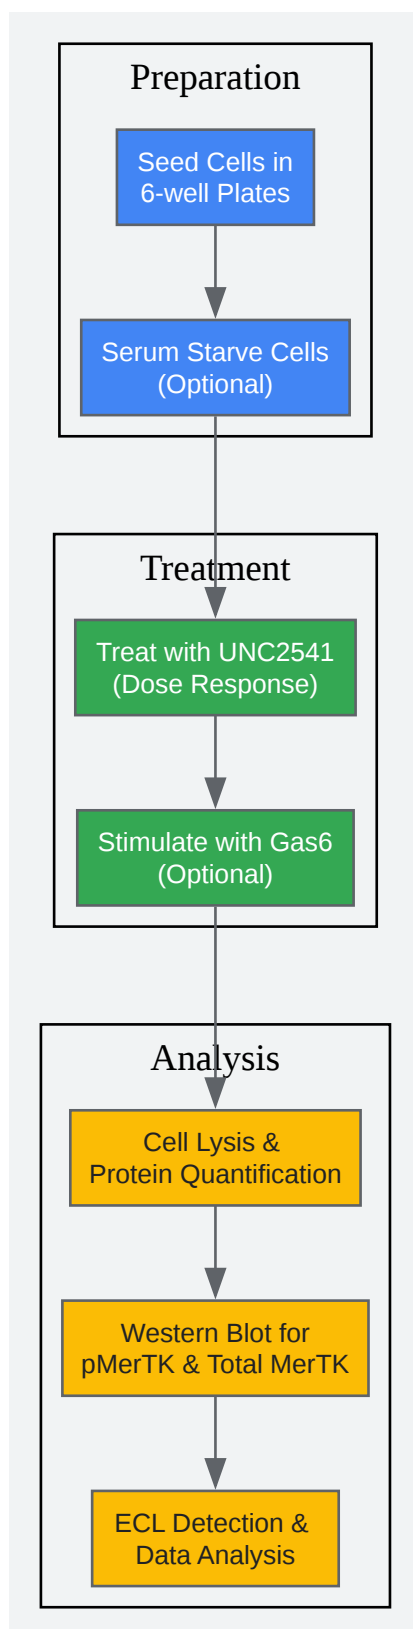 Preparation
Seed Cells in
6-well Plates
Serum Starve Cells
(Optional)
Treatment
Treat with UNC2541
(Dose Response)
Stimulate with Gas6
(Optional)
Analysis
Cell Lysis &
Protein Quantification
Western Blot for
pMerTK & Total MerTK
ECL Detection &
Data Analysis